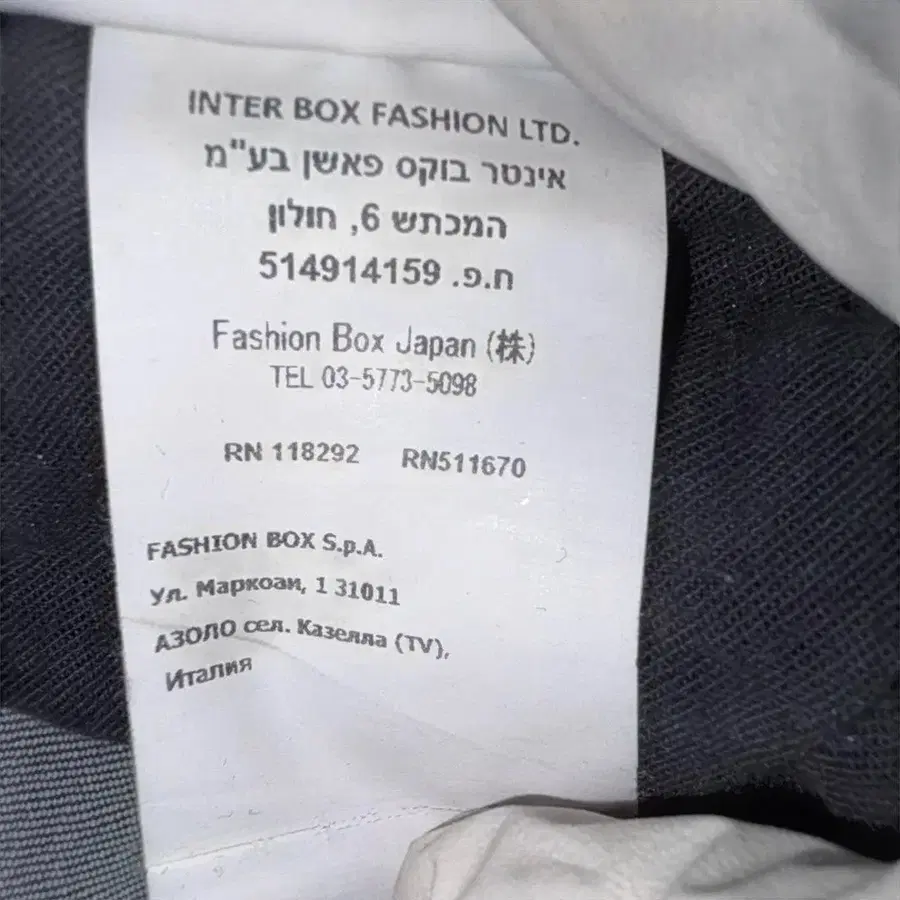 INTER BOX FASHION LTD.
אינטר בוקס פאשן בע"מ
המכתש 6, חולון
ח.פ. 514914159
Fashion Box Japan (株)
TEL 03-5773-5098
RN 118292 RN511670
FASHION BOX S.p.A.
Ул. Маркоаи, 1 31011
АЗОЛО сел. Казелла (TV),
Италия